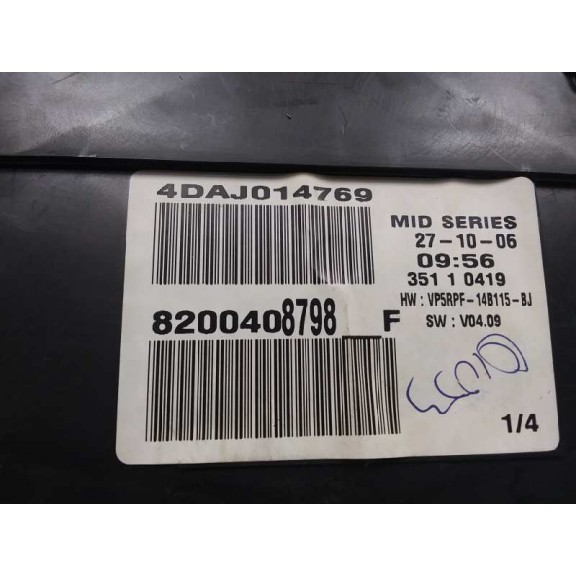 4DAJ014769
MID SERIES
27-10-06
09:56
351 1 0419
HW : VP5RPF-14B115-BJ
SW : V04.09
8200408798__F
1/4